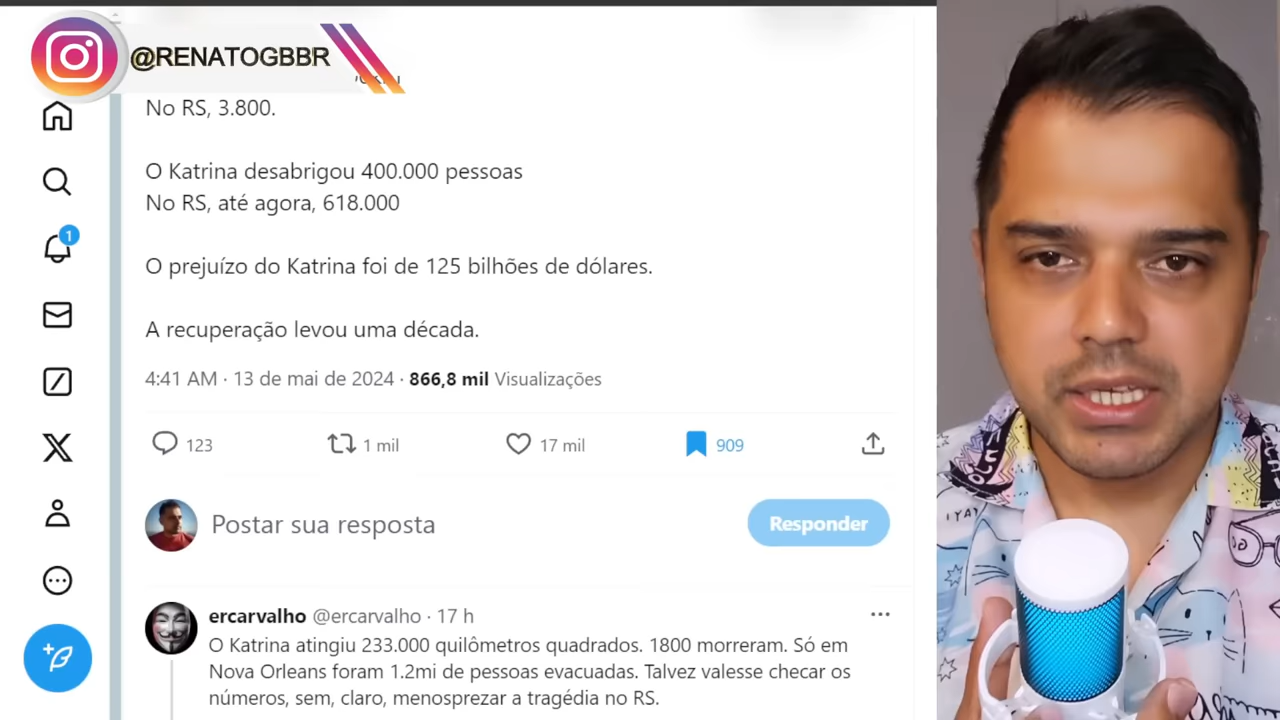 @RENATOGBBR
No RS, 3.800.
O Katrina desabrigou 400.000 pessoas
No RS, até agora, 618.000
O prejuízo do Katrina foi de 125 bilhões de dólares.
A recuperação levou uma década.
4:41 AM · 13 de mai de 2024 · 866,8 mil Visualizações
123 1 mil 17 mil 909
Postar sua resposta Responder
1
ercarvalho @ercarvalho · 17 h
O Katrina atingiu 233.000 quilômetros quadrados. 1800 morreram. Só em
Nova Orleans foram 1.2mi de pessoas evacuadas. Talvez valesse checar os
números, sem, claro, menosprezar a tragédia no RS.